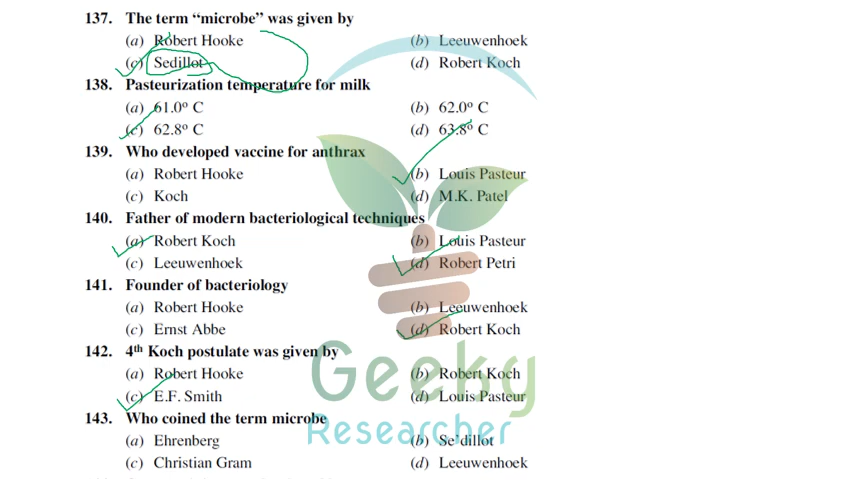 137. The term “microbe” was given by
(a) Robert Hooke (b) Leeuwenhoek
(c) Sedillot (d) Robert Koch
138. Pasteurization temperature for milk
(a) 61.0º C (b) 62.0º C
(c) 62.8º C (d) 63.8º C
139. Who developed vaccine for anthrax
(a) Robert Hooke (b) Louis Pasteur
(c) Koch (d) M.K. Patel
140. Father of modern bacteriological techniques
(a) Robert Koch (b) Louis Pasteur
(c) Leeuwenhoek (d) Robert Petri
141. Founder of bacteriology
(a) Robert Hooke (b) Leeuwenhoek
(c) Ernst Abbe (d) Robert Koch
142. 4th Koch postulate was given by
(a) Robert Hooke (b) Robert Koch
(c) E.F. Smith (d) Louis Pasteur
143. Who coined the term microbe
(a) Ehrenberg (b) Se’dillot
(c) Christian Gram (d) Leeuwenhoek
Geeky
Researcher